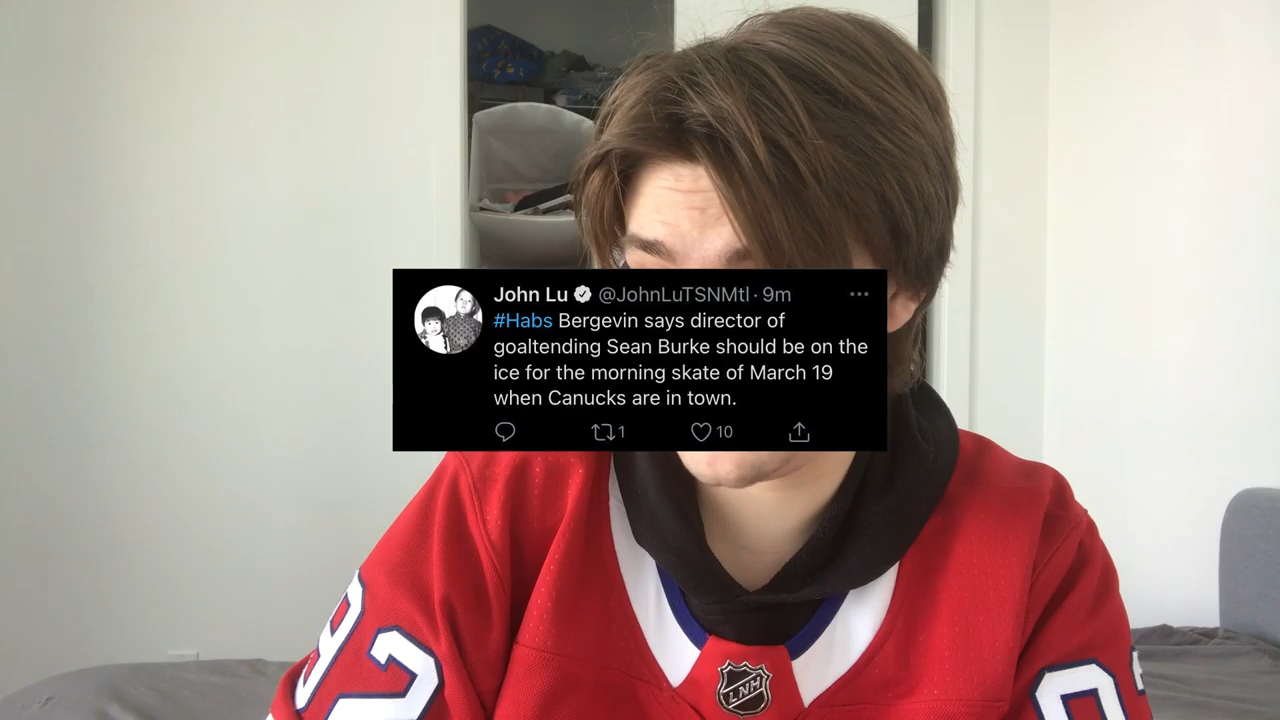 John Lu @JohnLuTSNMtl · 9m
#Habs Bergevin says director of
goaltending Sean Burke should be on the
ice for the morning skate of March 19
when Canucks are in town.
1 10
92
LNH